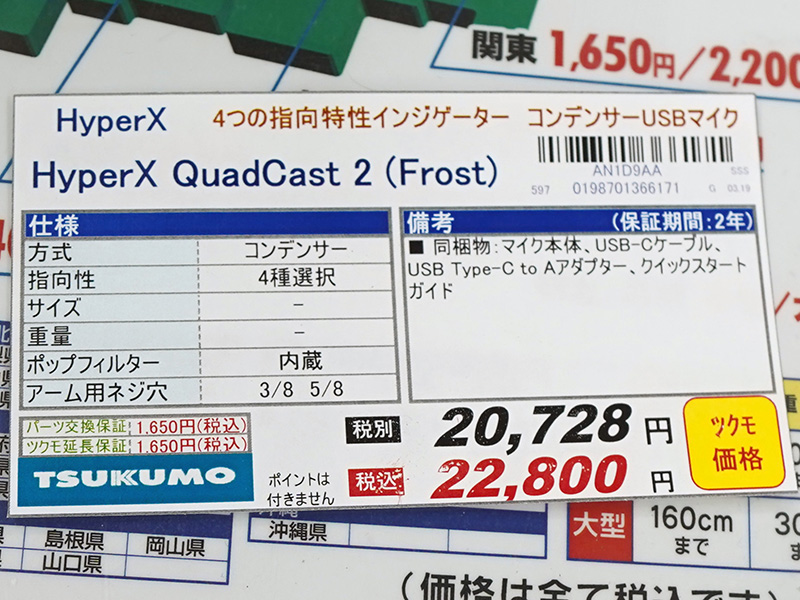 関東 1,650円/2,200
HyperX 4つの指向特性インジゲーター コンデンサーUSBマイク
HyperX QuadCast 2 (Frost)
AN1D9AA SSS
597 0198701366171 G 03.19
仕様
方式 コンデンサー
指向性 4種選択
サイズ -
重量 -
ポップフィルター 内蔵
アーム用ネジ穴 3/8 5/8
備考 (保証期間:2年)
■ 同梱物:マイク本体、USB-Cケーブル、
USB Type-C to Aアダプター、クイックスタート
ガイド
パーツ交換保証 1,650円(税込)
ツクモ延長保証 1,650円(税込)
TSUKUMO
ポイントは
付きません
税別 20,728 円
税込 22,800 円
ツクモ
価格
島根県 岡山県
山口県
沖縄県
大型 160cm
まで
(価格は全て税込です)